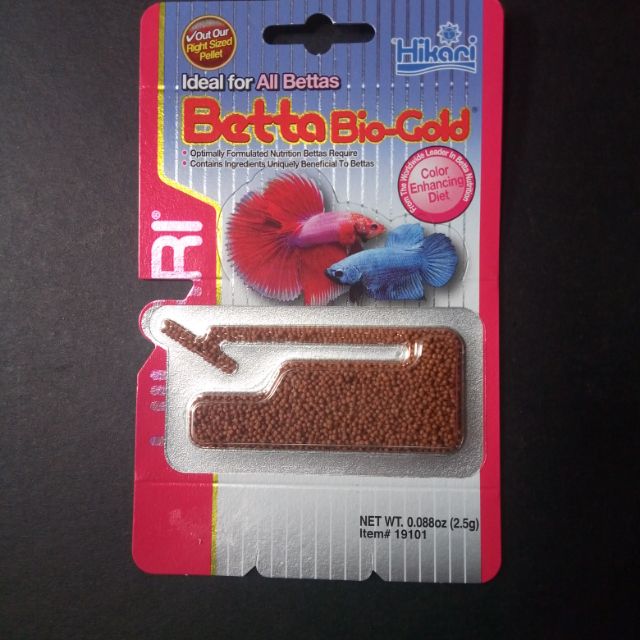 ✓Out Our
Right Sized
Pellet
Hikari
Ideal for All Bettas
Betta Bio-Gold®
• Optimally Formulated Nutrition Bettas Require
• Contains Ingredients Uniquely Beneficial To Bettas
From The Worldwide Leader In Betta Nutrition
Color
Enhancing
Diet
RI®
NET WT. 0.088oz (2.5g)
Item# 19101